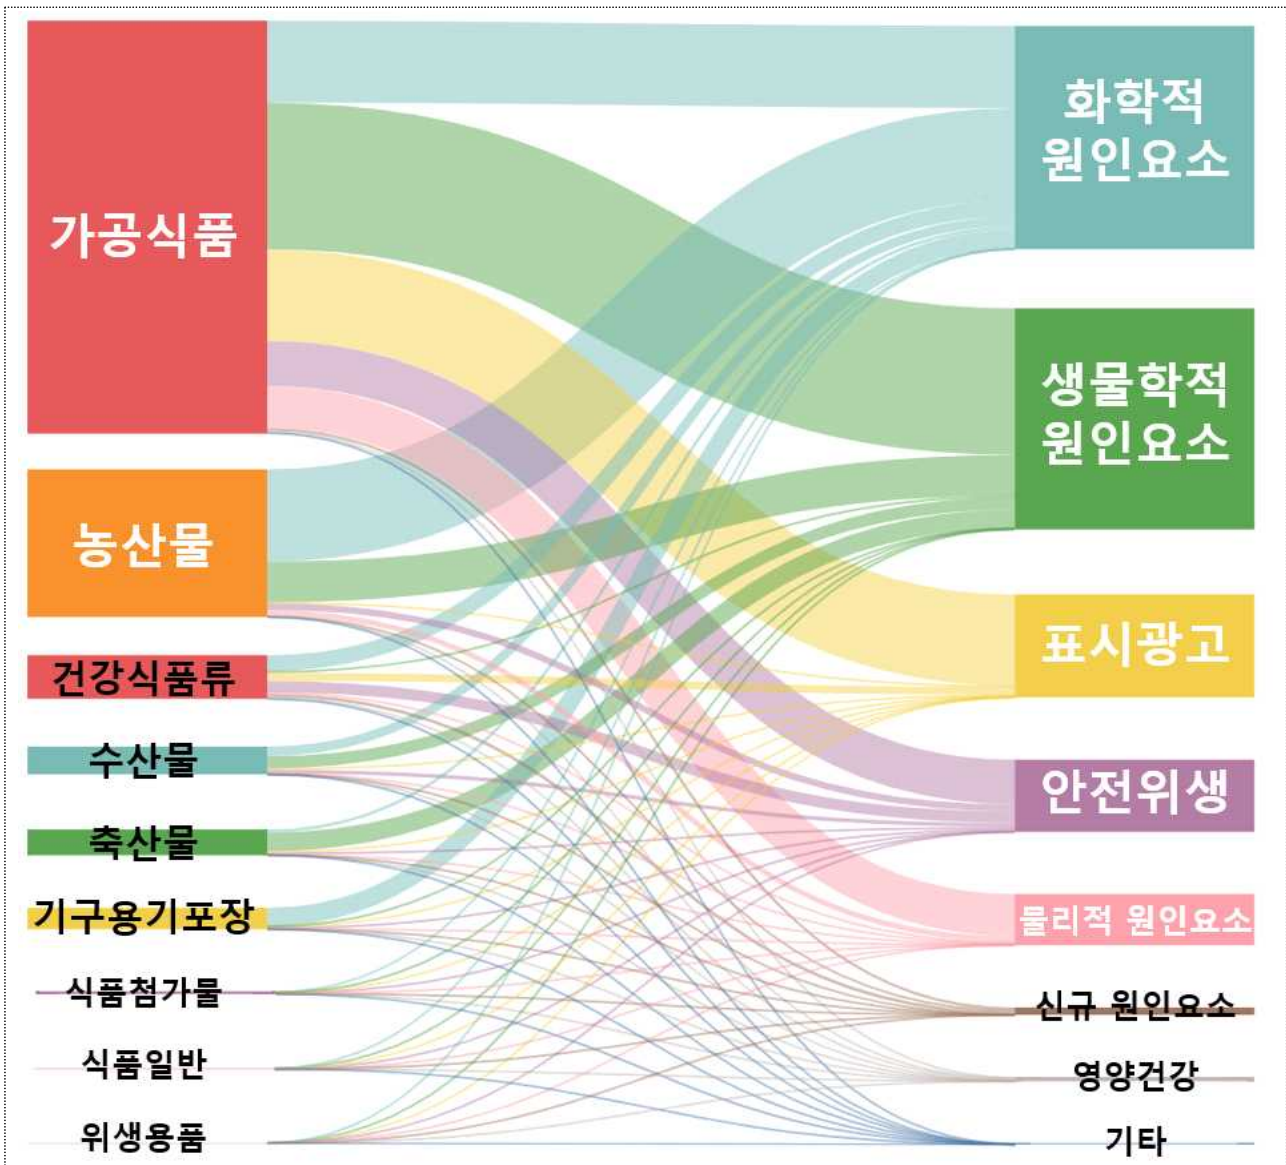 가공식품
농산물
건강식품류
수산물
축산물
기구용기포장
식품첨가물
식품일반
위생용품
화학적
원인요소
생물학적
원인요소
표시광고
안전위생
물리적 원인요소
신규 원인요소
영양건강
기타